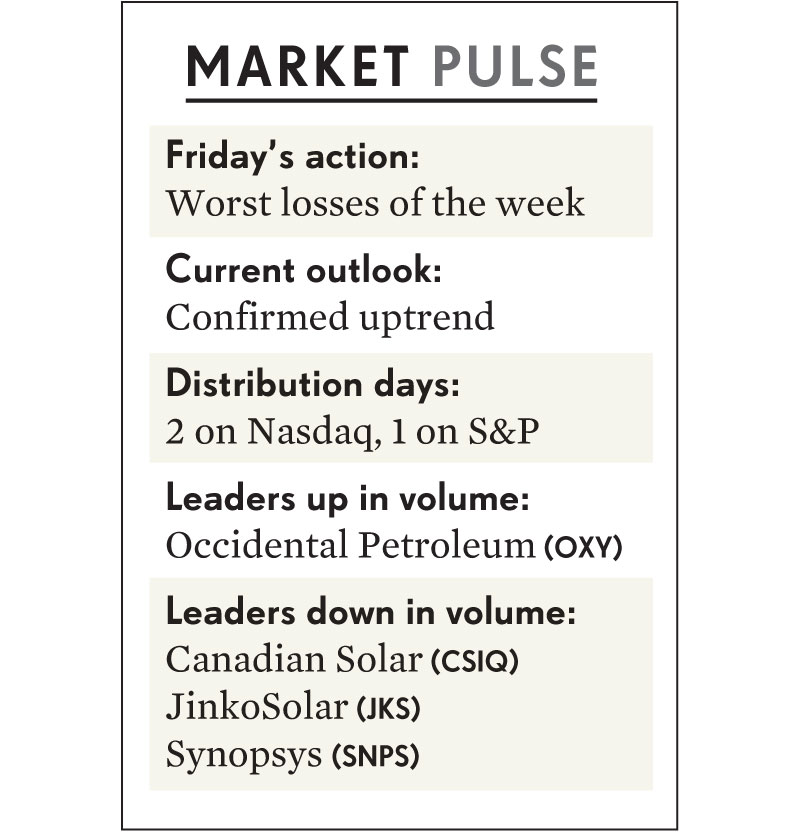 MARKET PULSE
Friday’s action:
Worst losses of the week
Current outlook:
Confirmed uptrend
Distribution days:
2 on Nasdaq, 1 on S&P
Leaders up in volume:
Occidental Petroleum (OXY)
Leaders down in volume:
Canadian Solar (CSIQ)
JinkoSolar (JKS)
Synopsys (SNPS)